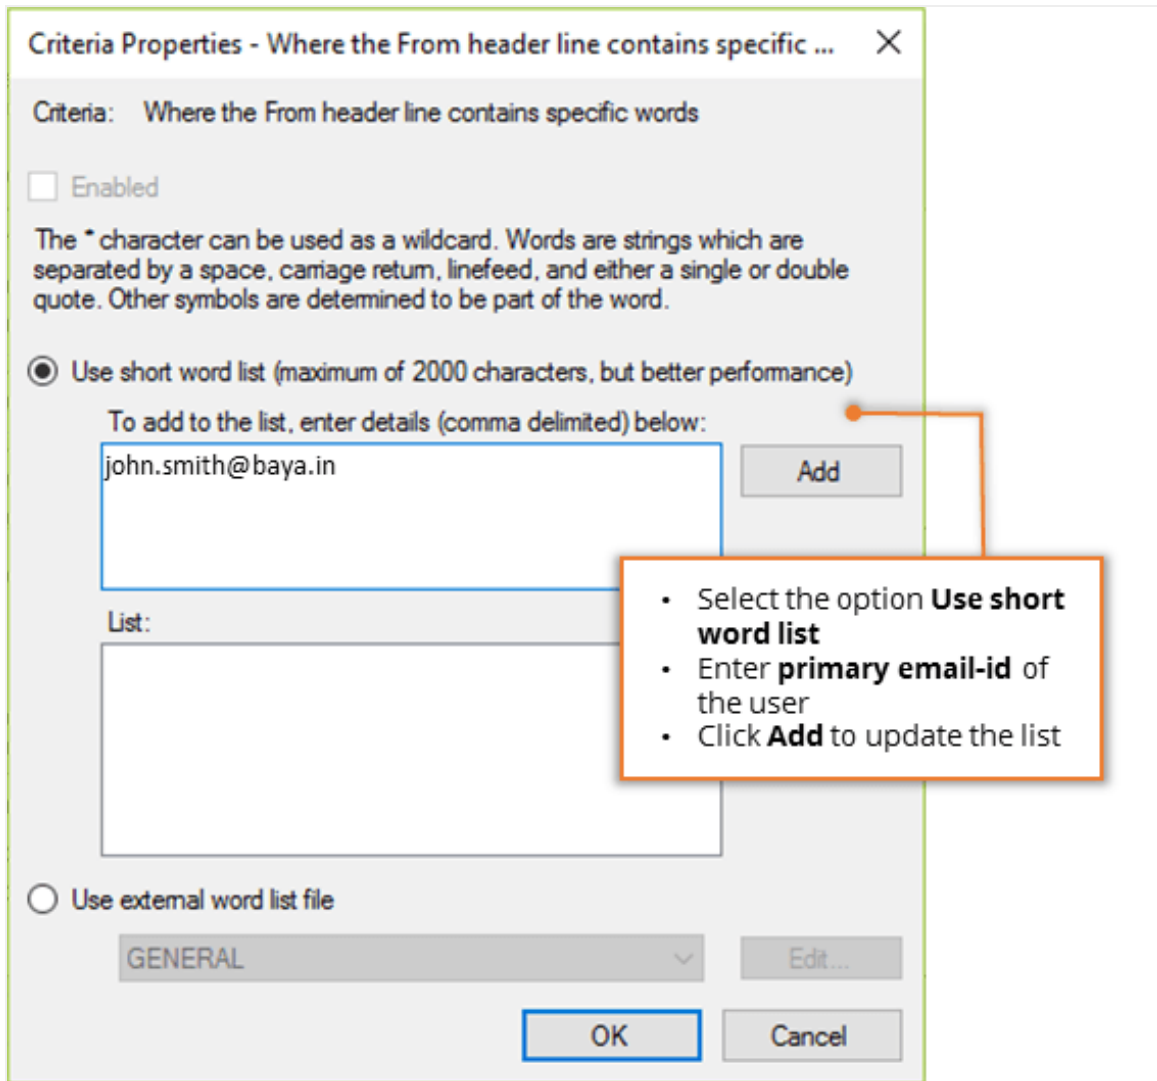 Criteria Properties - Where the From header line contains specific ...
Criteria: Where the From header line contains specific words
Enabled
The * character can be used as a wildcard. Words are strings which are
separated by a space, carriage return, linefeed, and either a single or double
quote. Other symbols are determined to be part of the word.
Use short word list (maximum of 2000 characters, but better performance)
To add to the list, enter details (comma delimited) below:
john.smith@baya.in
Add
• Select the option Use short
word list
• Enter primary email-id of
the user
• Click Add to update the list
List:
Use external word list file
GENERAL
Edit...
OK
Cancel